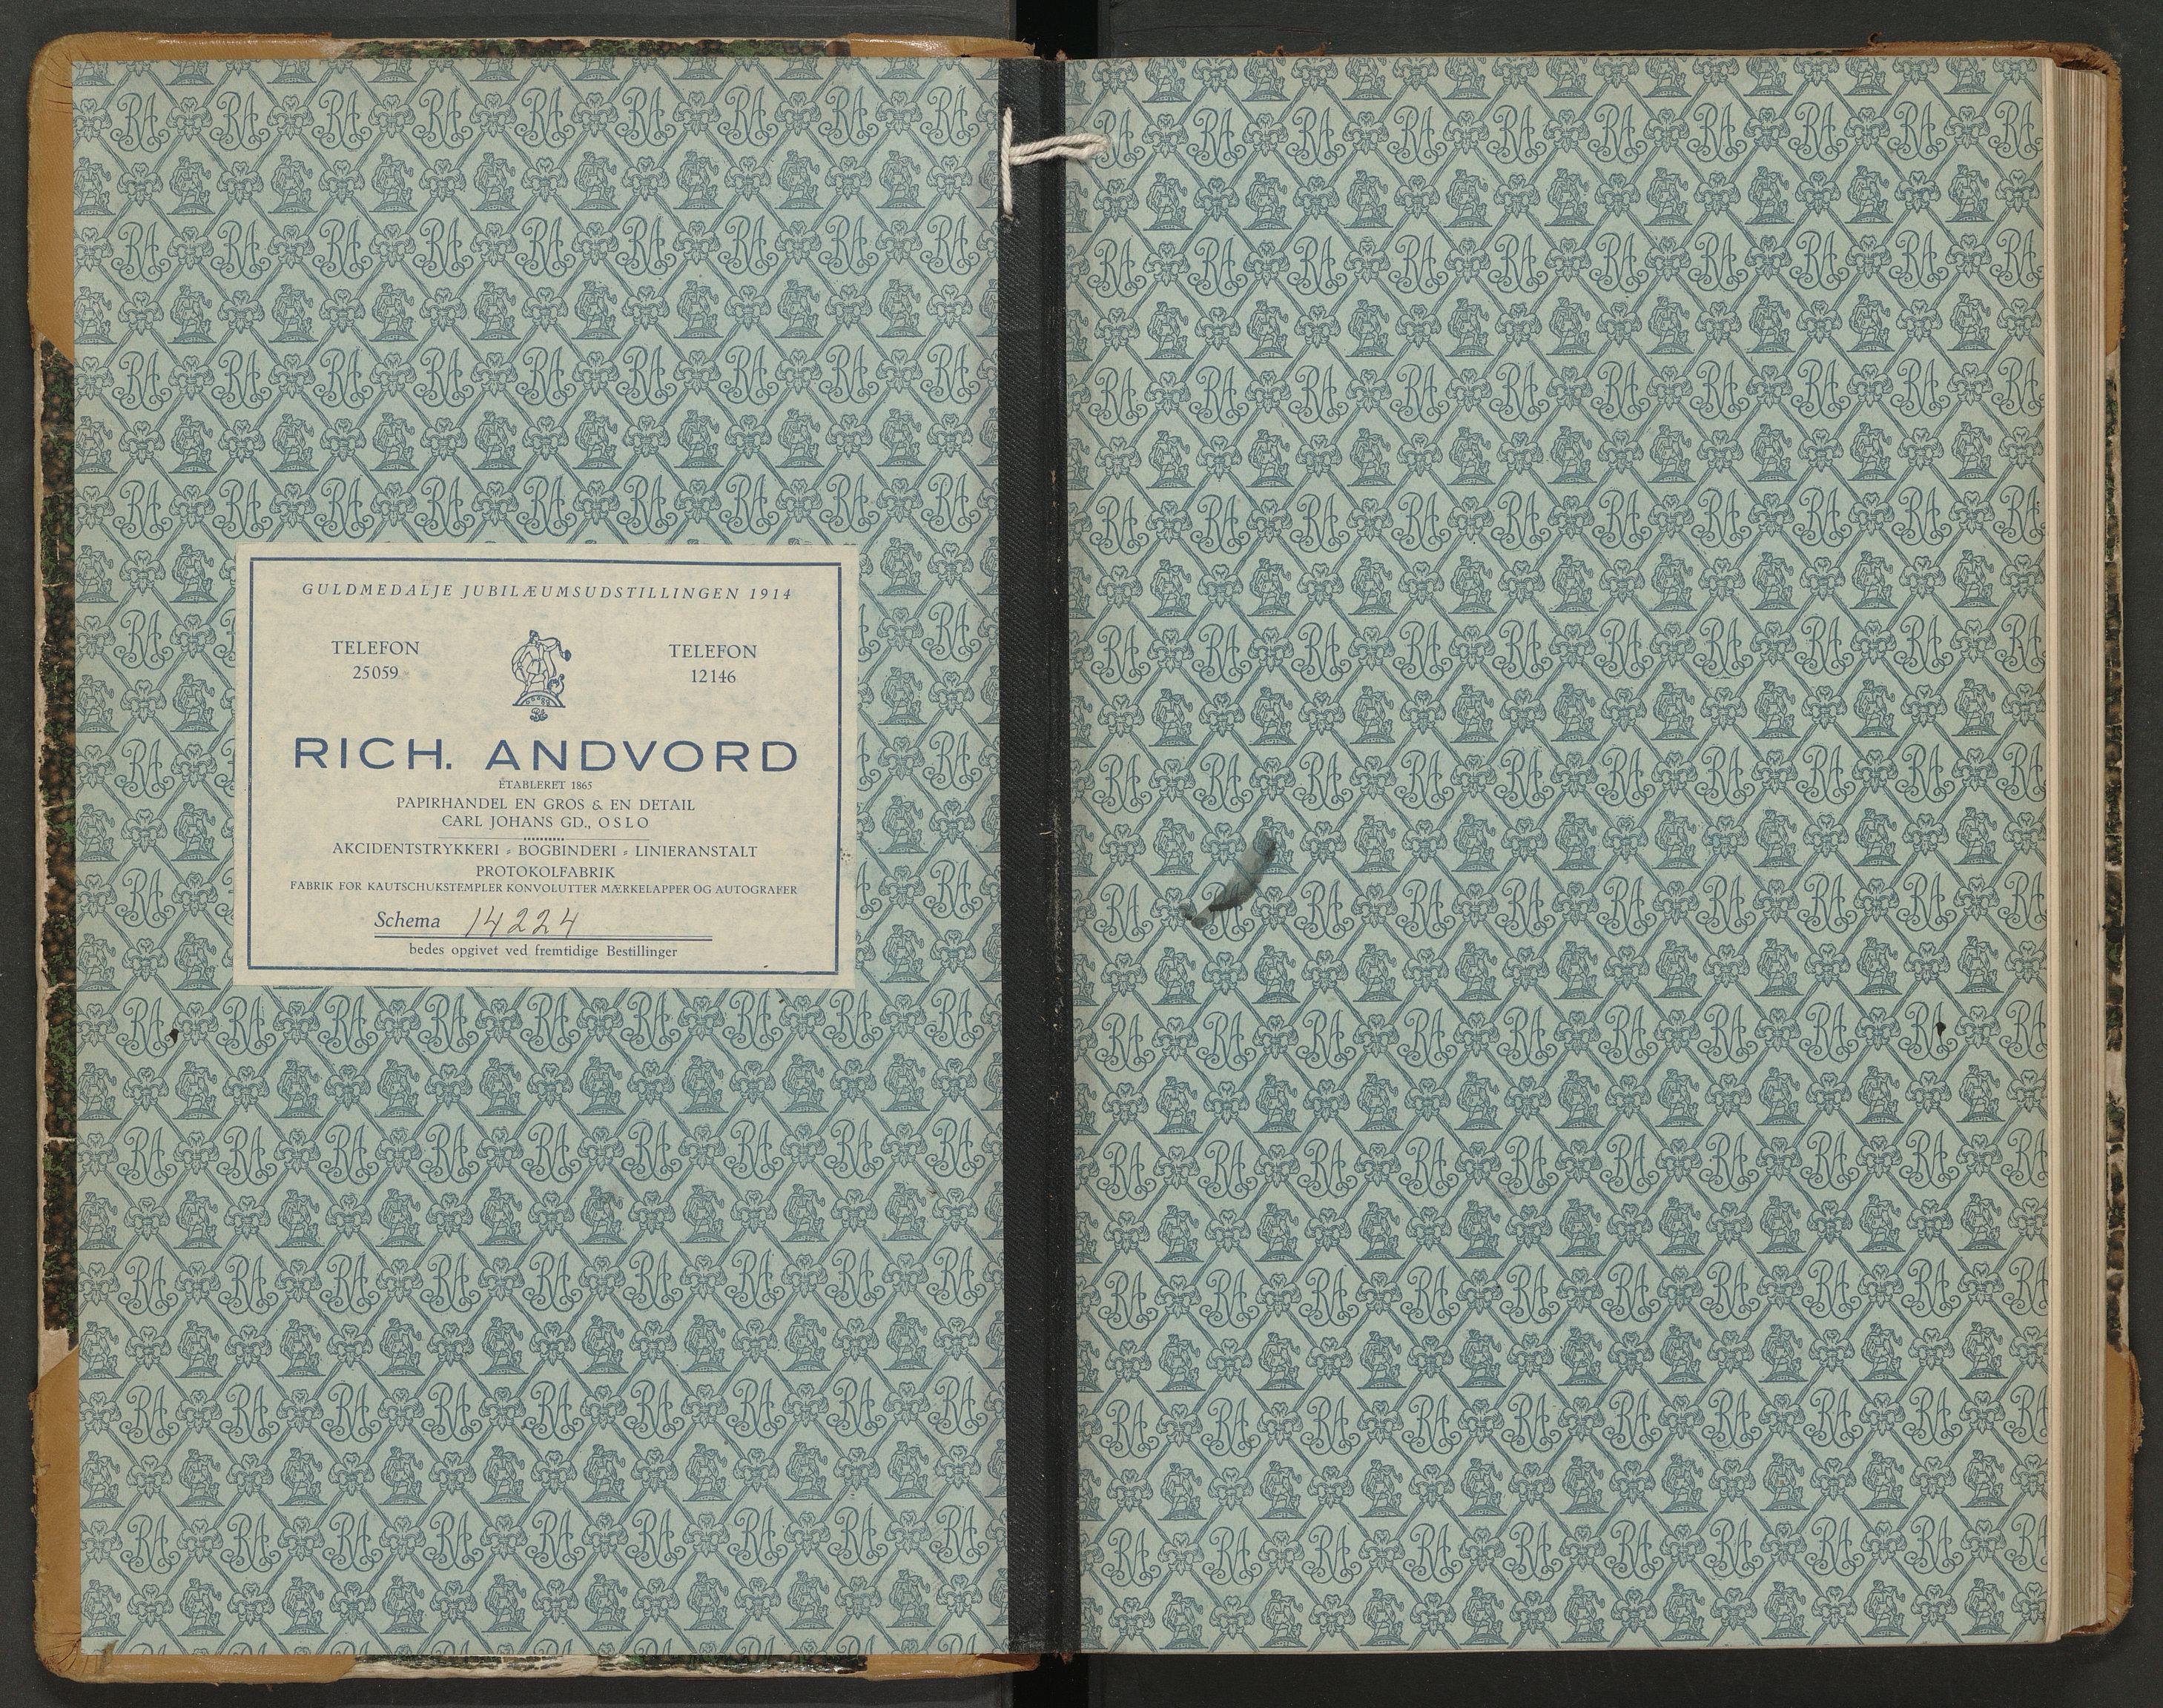 GULDMEDALJE JUBILÆUMSUDSTILLINGEN 1914
TELEFON
25059
TELEFON
12146
RICH. ANDVORD
ETABLERET 1865
PAPIRHANDEL EN GROS & EN DETAIL
CARL JOHANS GD., OSLO
AKCIDENTSTRYKKERI - BOGBINDERI - LINIERANSTALT
PROTOKOLFABRIK
FABRIK FOR KAUTSCHUKSTEMPLER KONVOLUTTER MÆRKELAPPER OG AUTOGRAFER
Schema 14224
bedes opgivet ved fremtidige Bestillinger